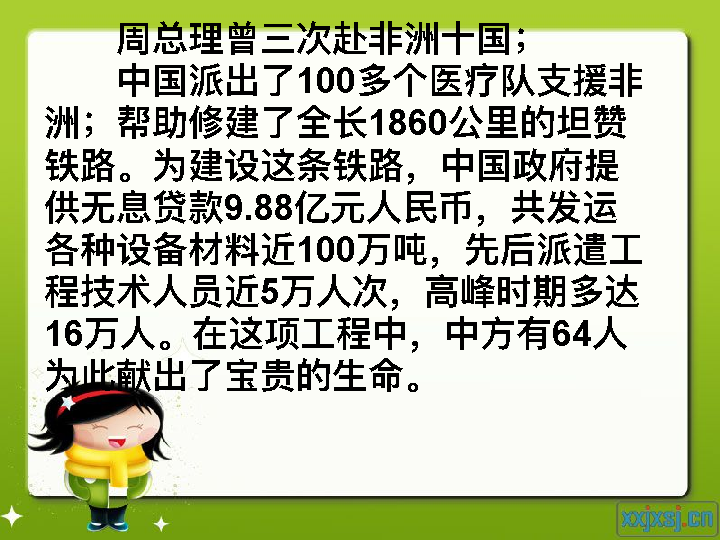 周总理曾三次赴非洲十国；
中国派出了100多个医疗队支援非
洲；帮助修建了全长1860公里的坦赞
铁路。为建设这条铁路，中国政府提
供无息贷款9.88亿元人民币，共发运
各种设备材料近100万吨，先后派遣工
程技术人员近5万人次，高峰时期多达
16万人。在这项工程中，中方有64人
为此献出了宝贵的生命。
xxjxsj.cn